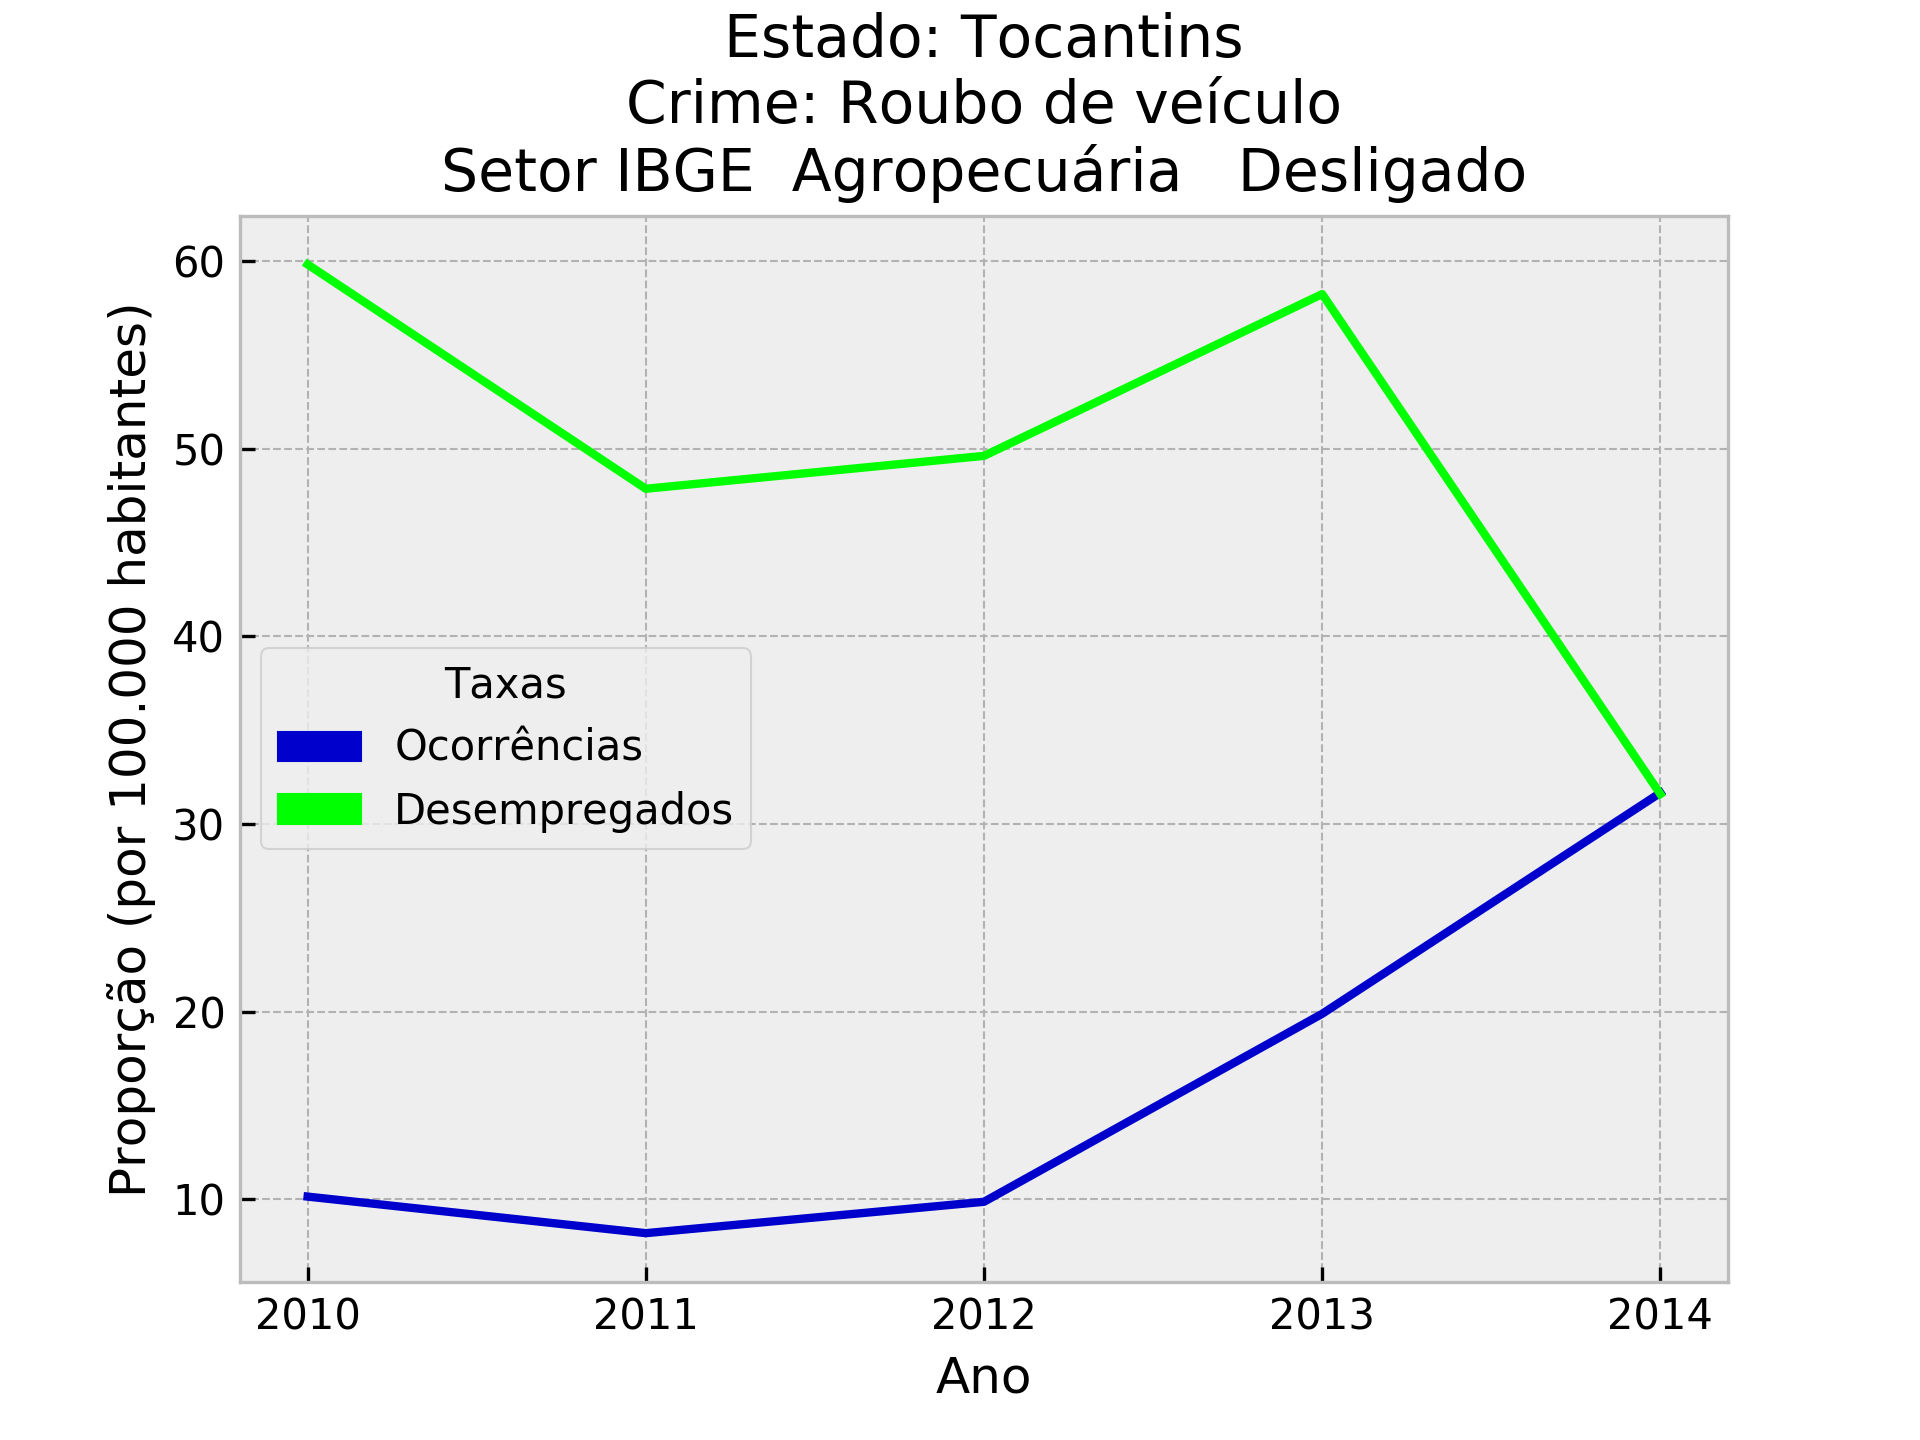 Estado: Tocantins
Crime: Roubo de veículo
Setor IBGE  Agropecuária   Desligado
Proporção (por 100.000 habitantes)
60
50
40
30
20
10
Taxas
Ocorrências
Desempregados
2010 2011 2012 2013 2014
Ano